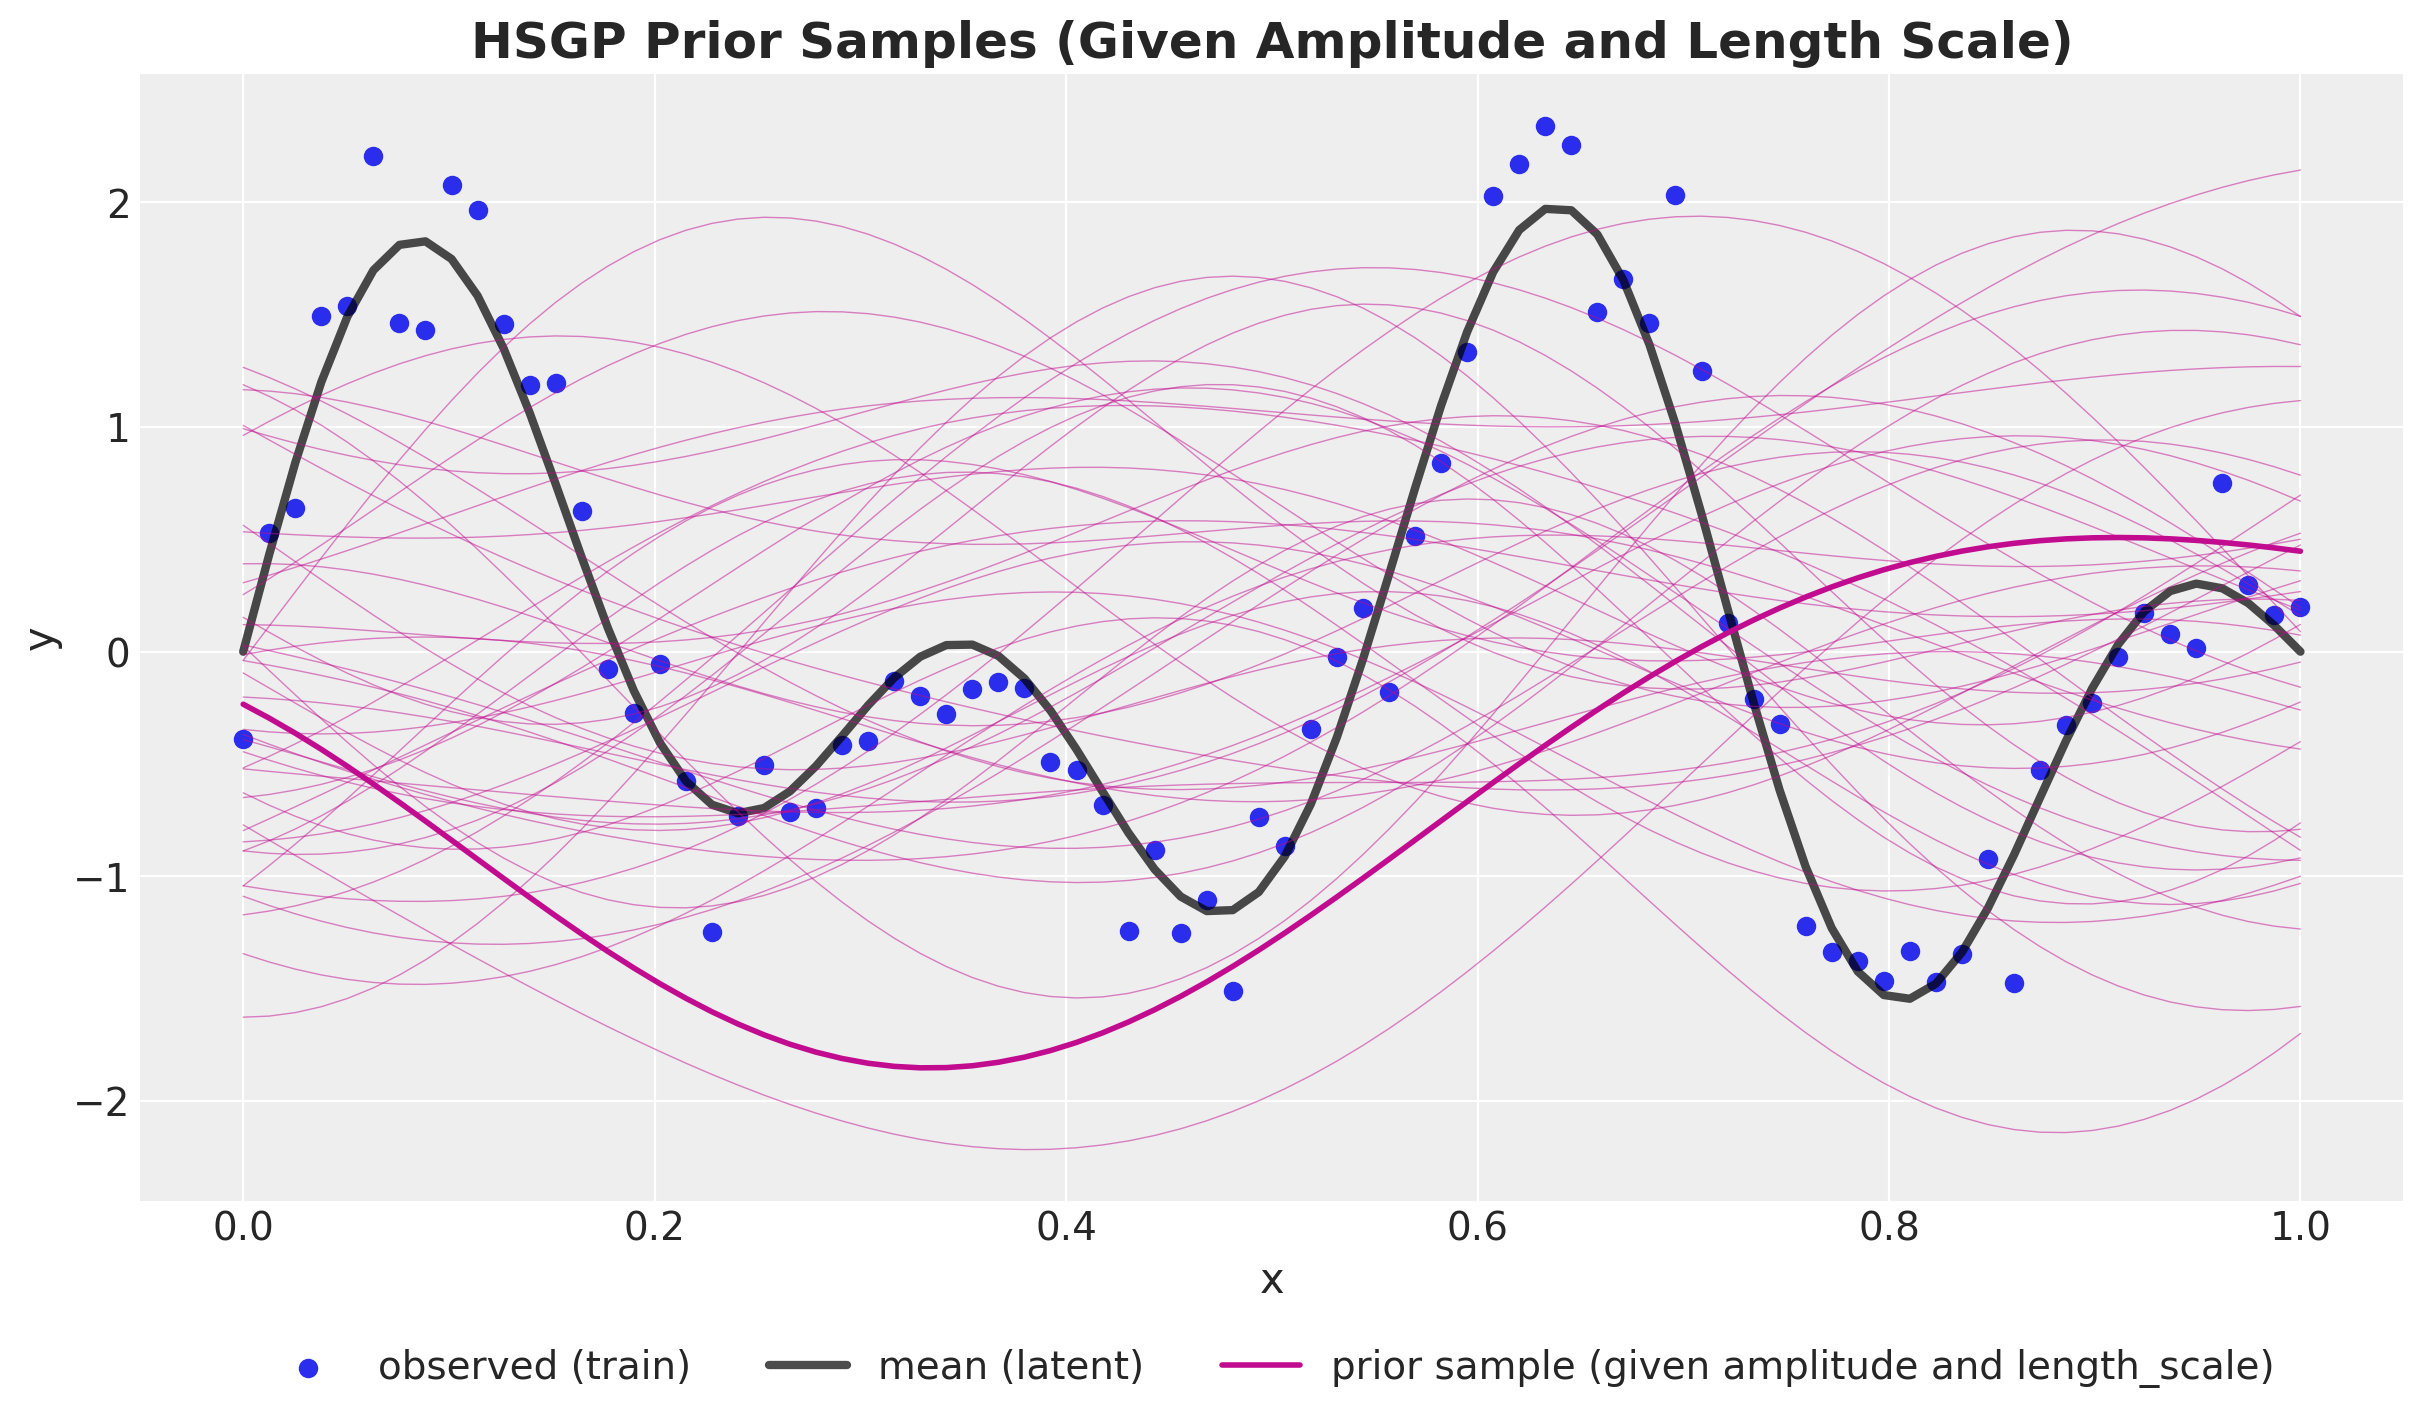 HSGP Prior Samples (Given Amplitude and Length Scale)
y
2
1
0
−1
−2
0.0 0.2 0.4 0.6 0.8 1.0
x
observed (train) mean (latent) prior sample (given amplitude and length_scale)